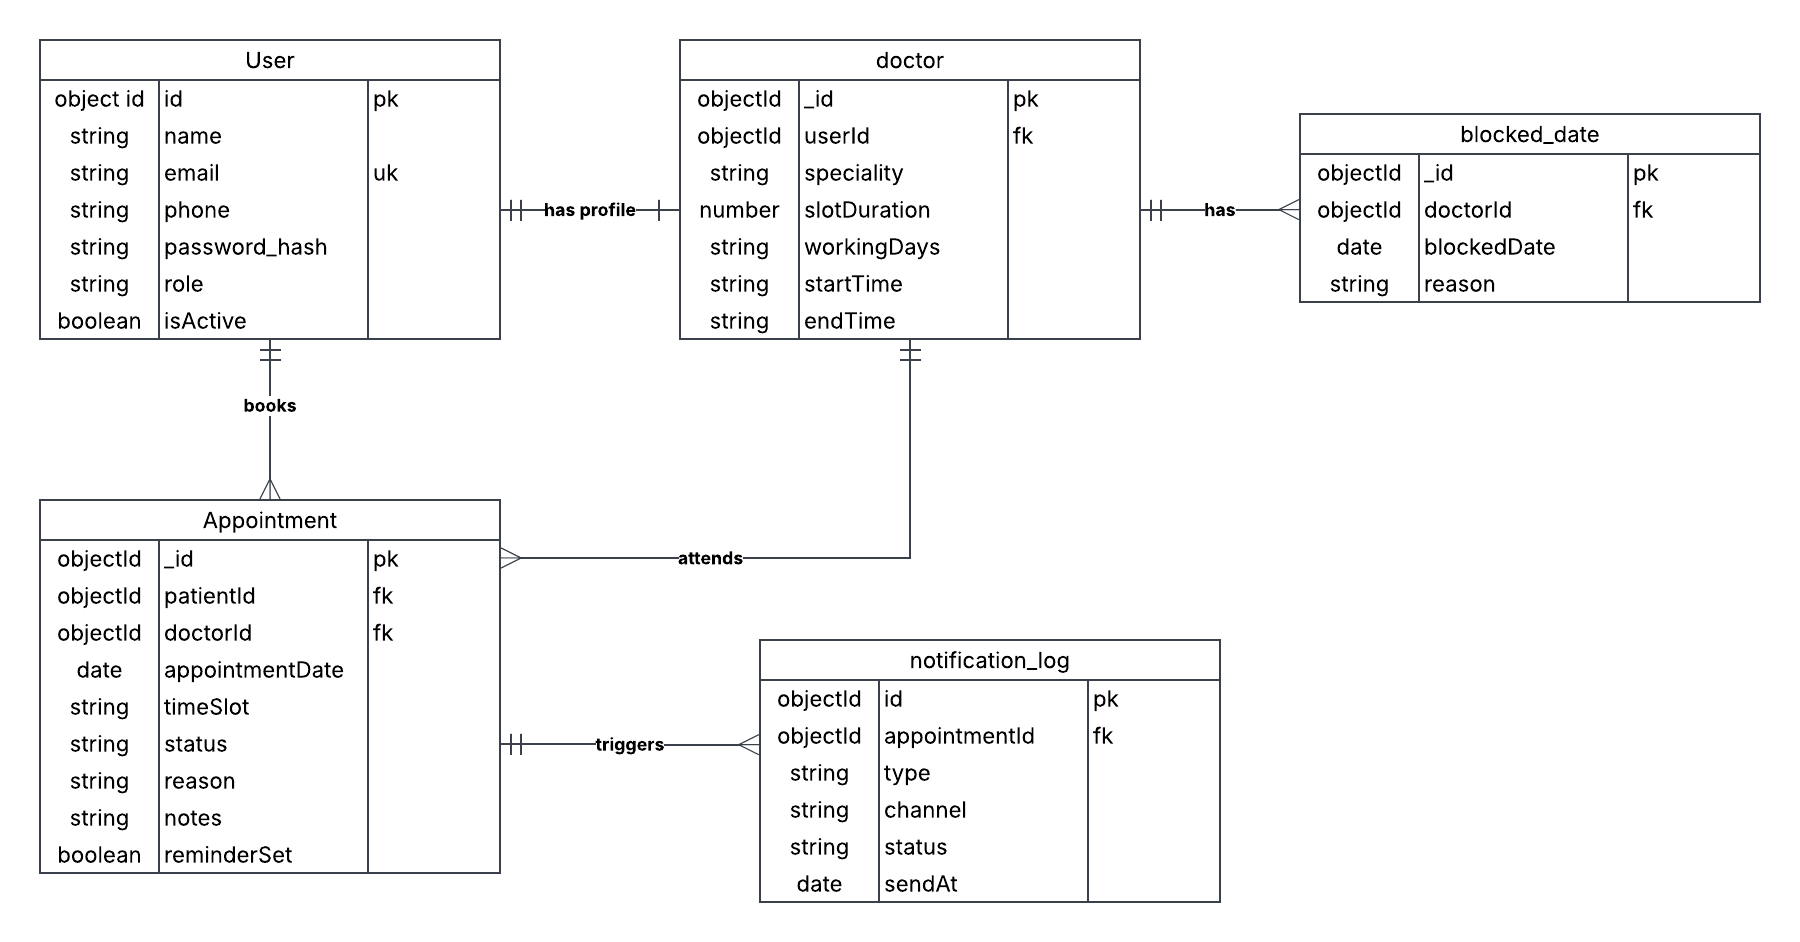 User
object id id pk
string name
string email uk
string phone
string password_hash
string role
boolean isActive
has profile
doctor
objectId _id pk
objectId userId fk
string speciality
number slotDuration
string workingDays
string startTime
string endTime
has
blocked_date
objectId _id pk
objectId doctorId fk
date blockedDate
string reason
books
attends
Appointment
objectId _id pk
objectId patientId fk
objectId doctorId fk
date appointmentDate
string timeSlot
string status
string reason
string notes
boolean reminderSet
triggers
notification_log
objectId id pk
objectId appointmentId fk
string type
string channel
string status
date sendAt